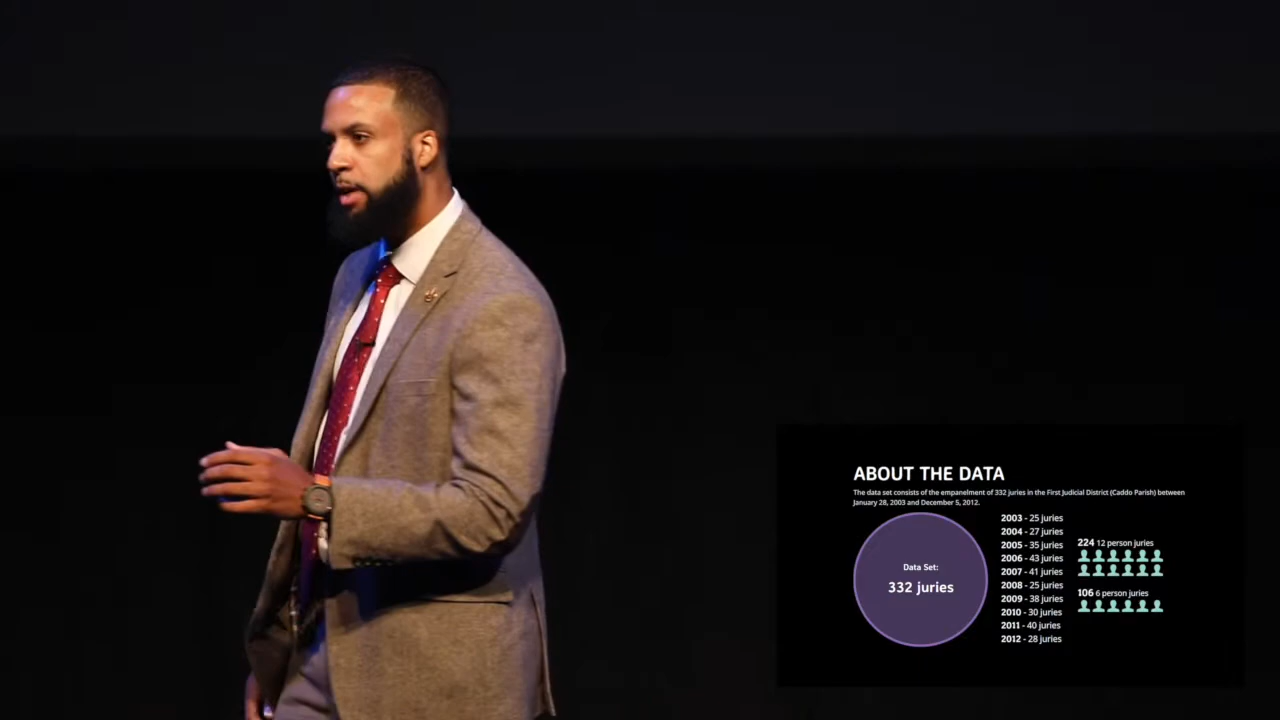 ABOUT THE DATA
The data set consists of the empanelment of 332 juries in the First Judicial District (Caddo Parish) between
January 28, 2003 and December 5, 2012.
Data Set:
332 juries
2003 - 25 juries
2004 - 27 juries
2005 - 35 juries
2006 - 43 juries
2007 - 41 juries
2008 - 25 juries
2009 - 38 juries
2010 - 30 juries
2011 - 40 juries
2012 - 28 juries
224 12 person juries
106 6 person juries